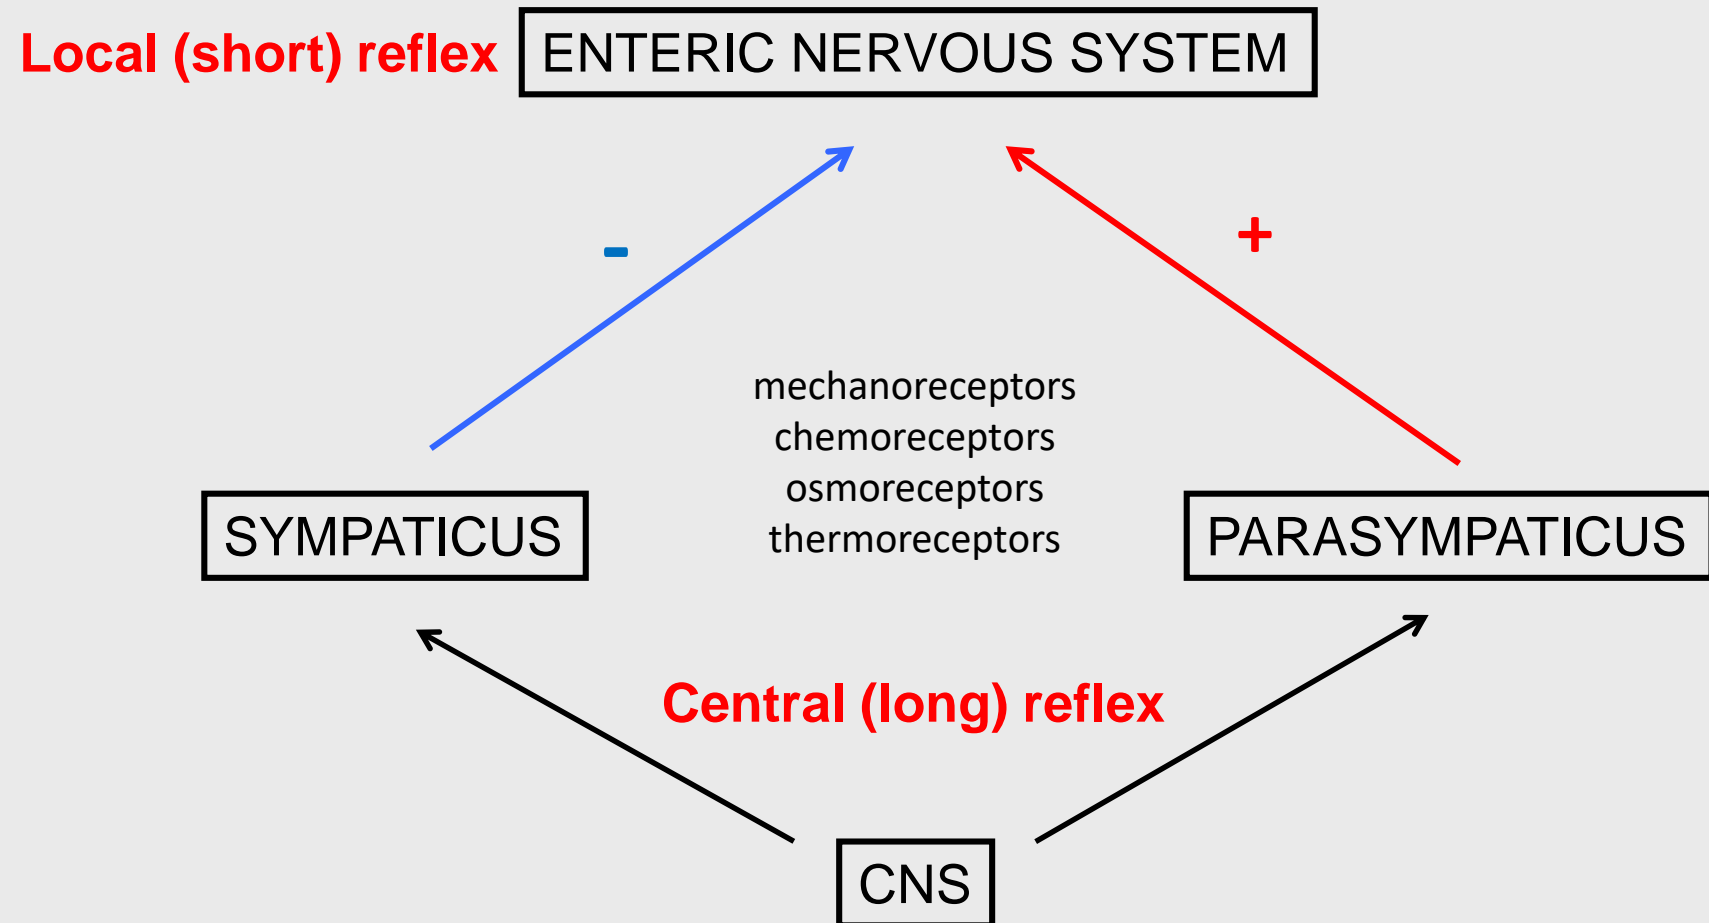 Local (short) reflex
ENTERIC NERVOUS SYSTEM
-
+
mechanoreceptors
chemoreceptors
osmoreceptors
thermoreceptors
SYMPATICUS
PARASYMPATICUS
Central (long) reflex
CNS